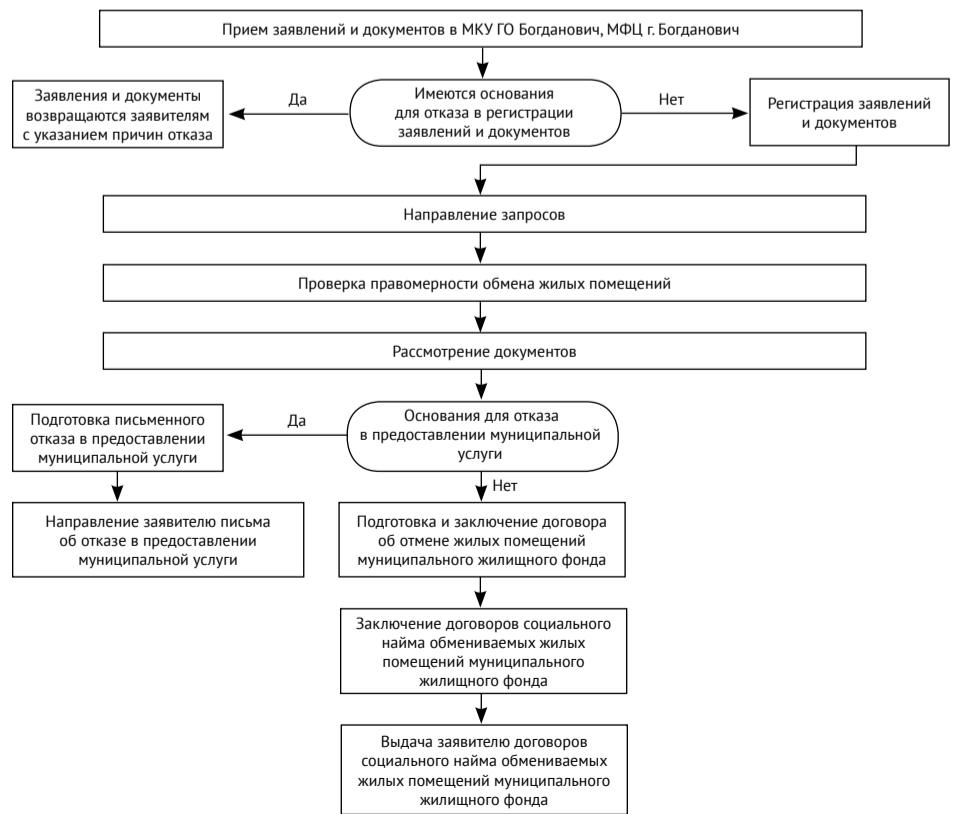 Прием заявлений и документов в МКУ ГО Богданович, МФЦ г. Богданович
Заявления и документы
возвращаются заявителям
с указанием причин отказа
Да
Имеются основания
для отказа в регистрации
заявлений и документов
Нет
Регистрация заявлений
и документов
Направление запросов
Проверка правомерности обмена жилых помещений
Рассмотрение документов
Подготовка письменного
отказа в предоставлении
муниципальной услуги
Да
Основания для отказа
в предоставлении муниципальной
услуги
Нет
Направление заявителю письма
об отказе в предоставлении
муниципальной услуги
Подготовка и заключение договора
об отмене жилых помещений
муниципального жилищного фонда
Заключение договоров социального
найма обмениваемых жилых
помещений муниципального
жилищного фонда
Выдача заявителю договоров
социального найма обмениваемых
жилых помещений муниципального
жилищного фонда